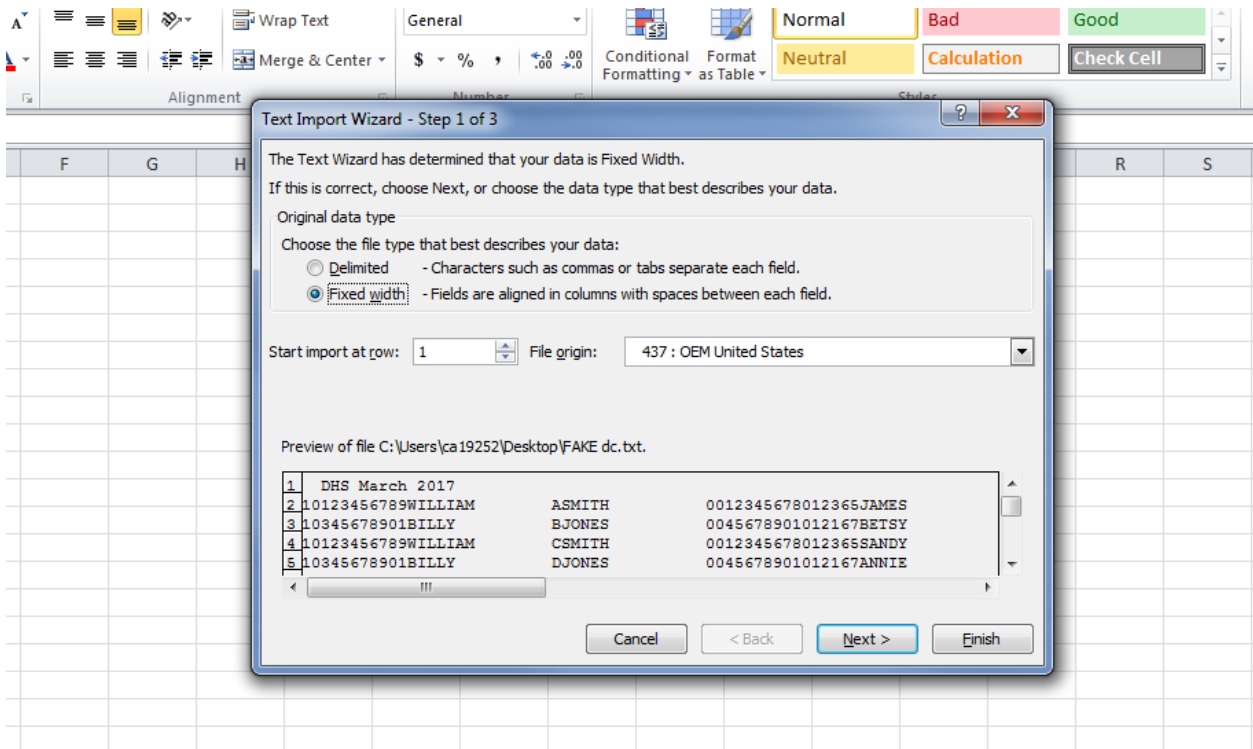 A Wrap Text General Normal Bad Good
A Merge & Center $ % , .0 .00 .00 .0 Conditional Formatting as Table Format Neutral Calculation Check Cell
Alignment Number Styles
Text Import Wizard - Step 1 of 3
F G H R S
The Text Wizard has determined that your data is Fixed Width.
If this is correct, choose Next, or choose the data type that best describes your data.
Original data type
Choose the file type that best describes your data:
Delimited - Characters such as commas or tabs separate each field.
Fixed width - Fields are aligned in columns with spaces between each field.
Start import at row: 1 File origin: 437 : OEM United States
Preview of file C:\Users\ca19252\Desktop\FAKE dc.txt.
1 DHS March 2017
2 10123456789WILLIAM ASMITH 0012345678012365JAMES
3 10345678901BILLY BJONES 0045678901012167BETSY
4 10123456789WILLIAM CSMITH 0012345678012365SANDY
5 10345678901BILLY DJONES 0045678901012167ANNIE
Cancel < Back Next > Finish